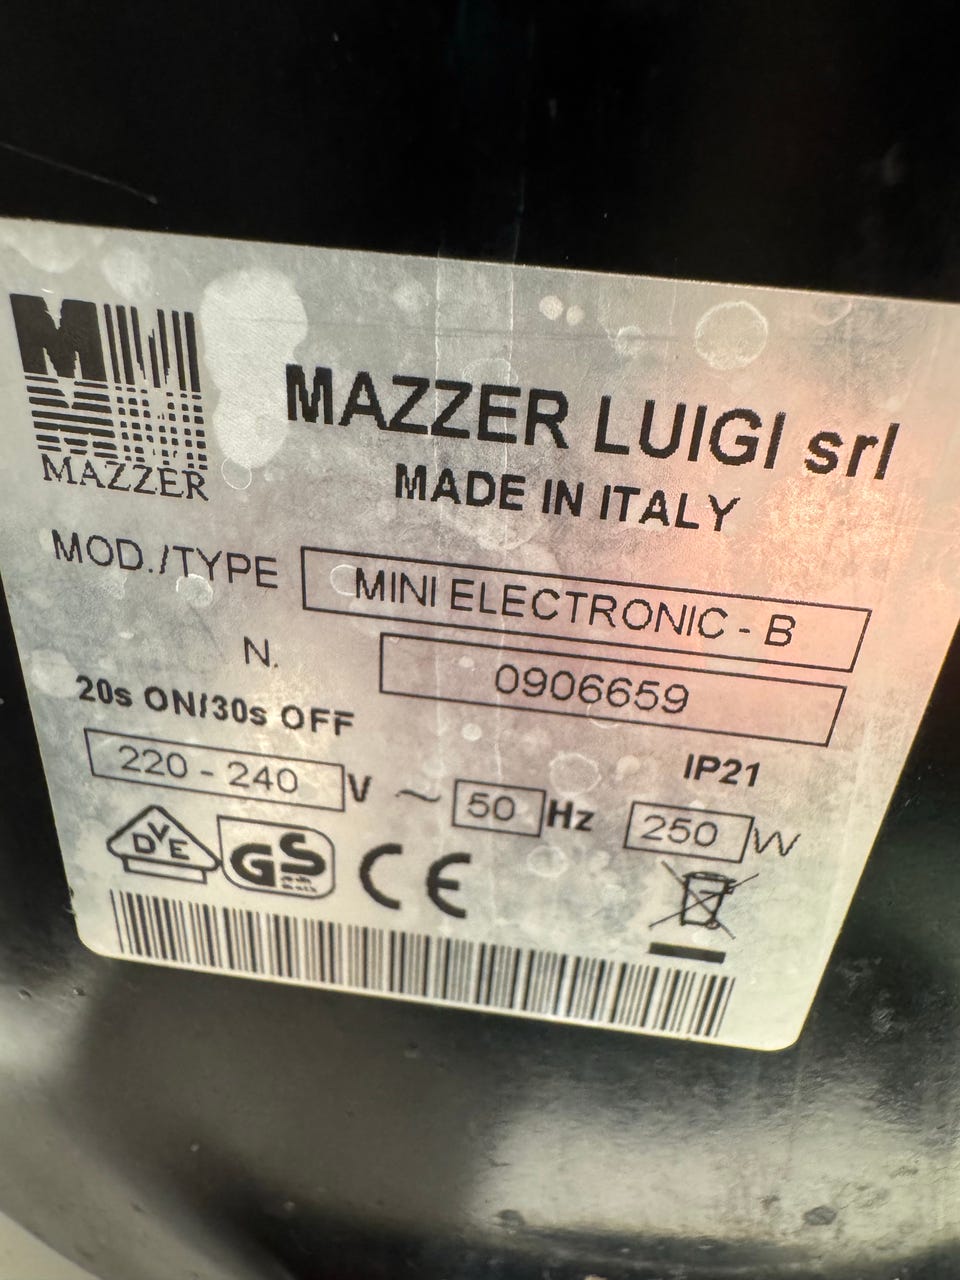 MAZZER
MAZZER LUIGI srl
MADE IN ITALY
MOD./TYPE MINI ELECTRONIC - B
N. 0906659
20s ON/30s OFF
IP21
220 - 240 V ~ 50 Hz 250 W
DVE GS CE